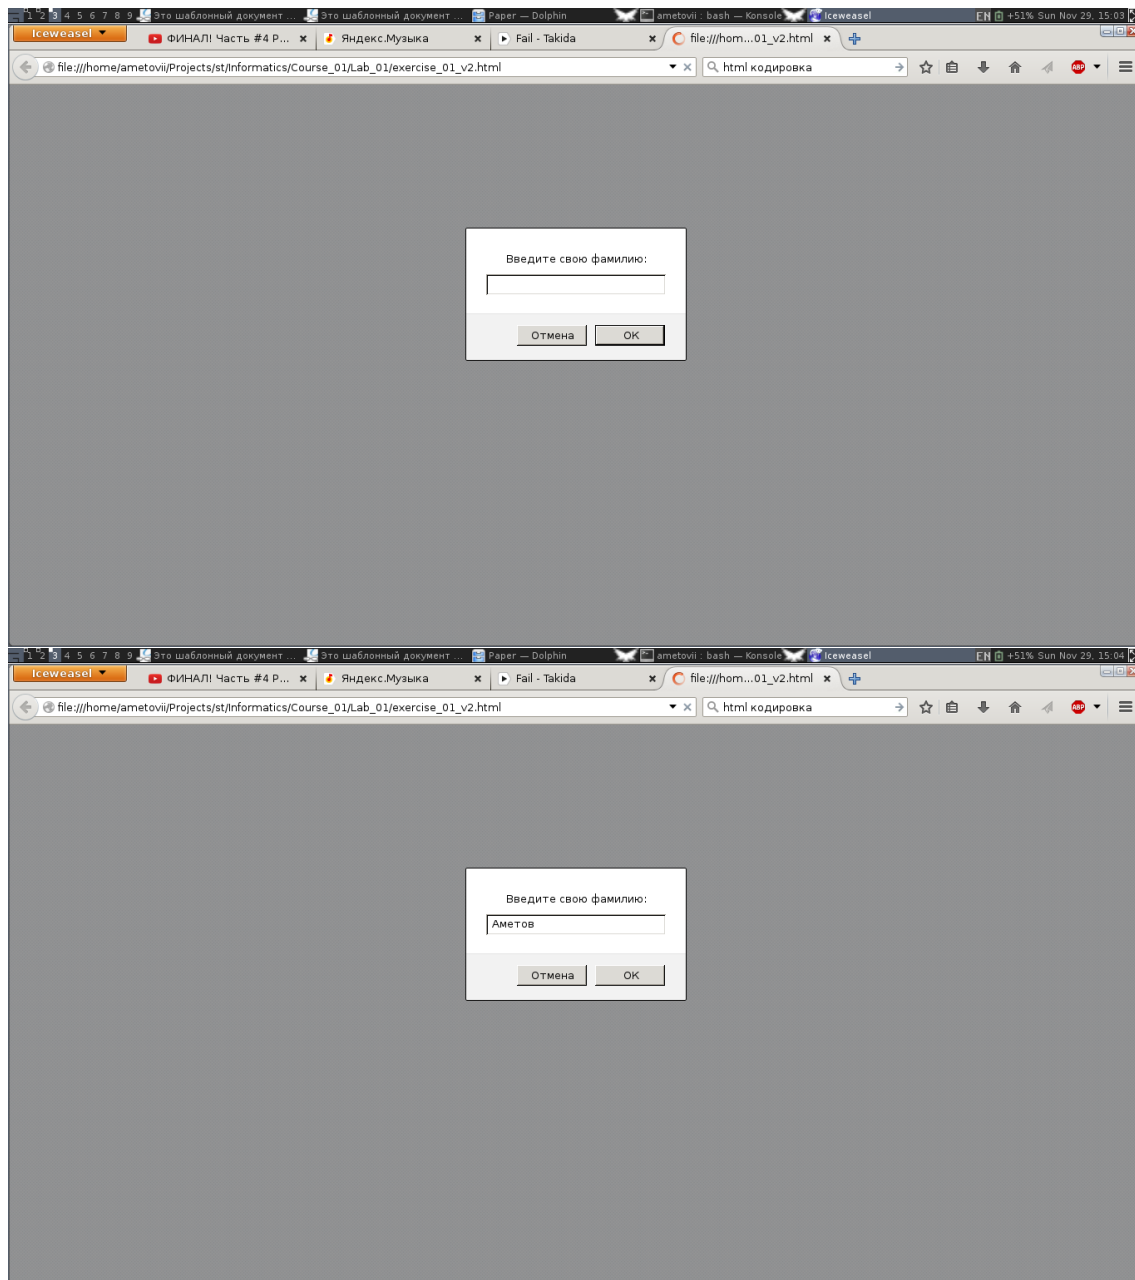 1 2 3 4 5 6 7 8 9 Это шаблонный документ ... Это шаблонный документ ... Paper — Dolphin ametovii : bash — Konsole Iceweasel EN +51% Sun Nov 29, 15:03
Iceweasel ФИНАЛ! Часть #4 Р... Яндекс.Музыка Fail - Takida file:///hom...01_v2.html
file:///home/ametovii/Projects/st/Informatics/Course_01/Lab_01/exercise_01_v2.html html кодировка ABP
Введите свою фамилию:
Отмена OK
1 2 3 4 5 6 7 8 9 Это шаблонный документ ... Это шаблонный документ ... Paper — Dolphin ametovii : bash — Konsole Iceweasel EN +51% Sun Nov 29, 15:04
Iceweasel ФИНАЛ! Часть #4 Р... Яндекс.Музыка Fail - Takida file:///hom...01_v2.html
file:///home/ametovii/Projects/st/Informatics/Course_01/Lab_01/exercise_01_v2.html html кодировка ABP
Введите свою фамилию:
Аметов
Отмена OK